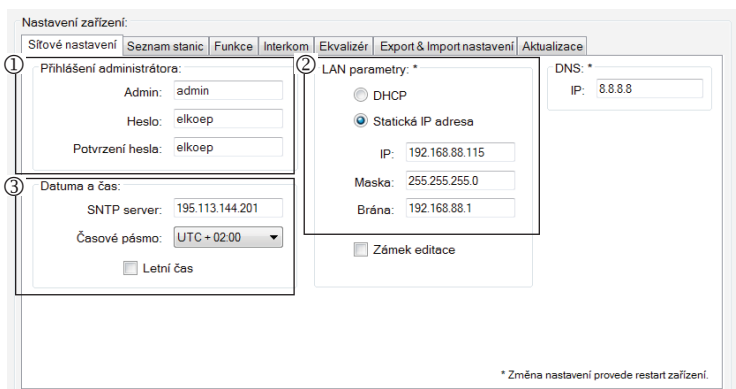 Nastavení zařízení:
Síťové nastavení Seznam stanic Funkce Interkom Ekvalizér Export & Import nastavení Aktualizace
①
Přihlášení administrátora:
Admin: admin
Heslo: elkoep
Potvrzení hesla: elkoep
②
LAN parametry: *
DHCP
Statická IP adresa
IP: 192.168.88.115
Maska: 255.255.255.0
Brána: 192.168.88.1
Zámek editace
DNS: *
IP: 8.8.8.8
③
Datuma a čas:
SNTP server: 195.113.144.201
Časové pásmo: UTC + 02:00
Letní čas
* Změna nastavení provede restart zařízení.